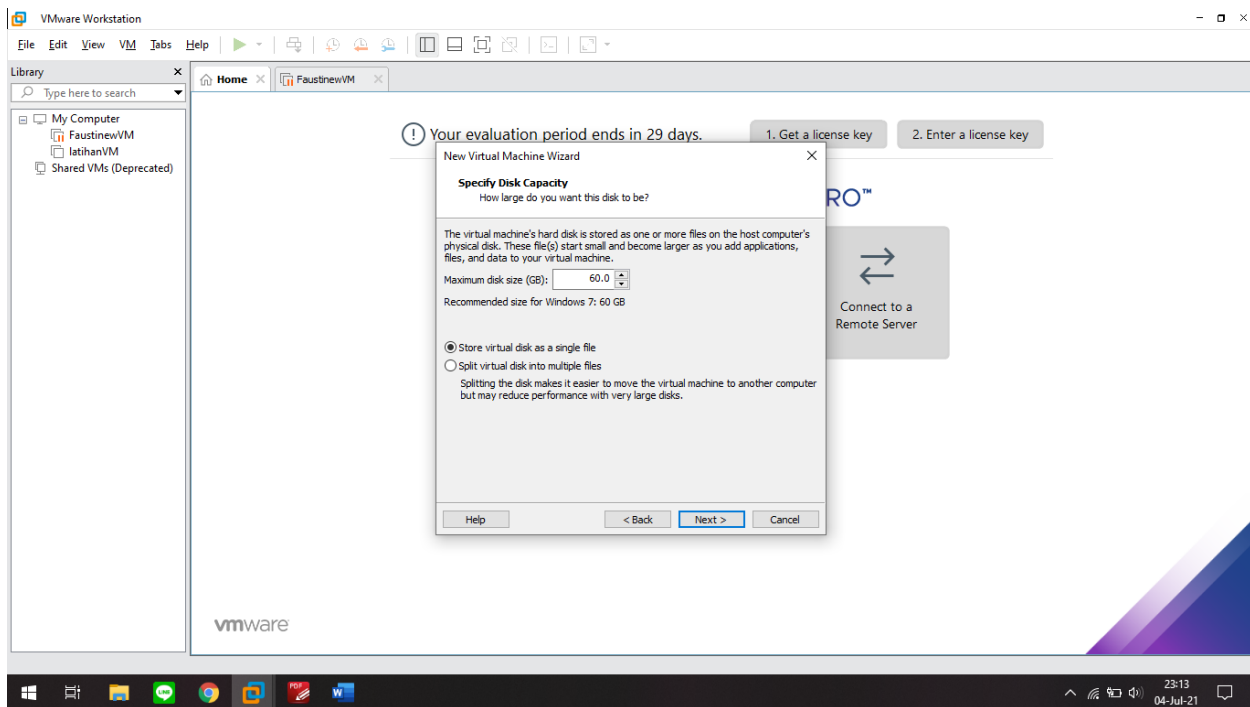 VMware Workstation
File Edit View VM Tabs Help
Library
Type here to search
My Computer
FaustinewVM
latihanVM
Shared VMs (Deprecated)
Home
FaustinewVM
Your evaluation period ends in 29 days.
1. Get a license key
2. Enter a license key
RO™
Connect to a
Remote Server
New Virtual Machine Wizard
Specify Disk Capacity
How large do you want this disk to be?
The virtual machine's hard disk is stored as one or more files on the host computer's
physical disk. These file(s) start small and become larger as you add applications,
files, and data to your virtual machine.
Maximum disk size (GB): 60.0
Recommended size for Windows 7: 60 GB
Store virtual disk as a single file
Split virtual disk into multiple files
Splitting the disk makes it easier to move the virtual machine to another computer
but may reduce performance with very large disks.
Help
< Back
Next >
Cancel
vmware
LINE
PDF
W
23:13
04-Jul-21